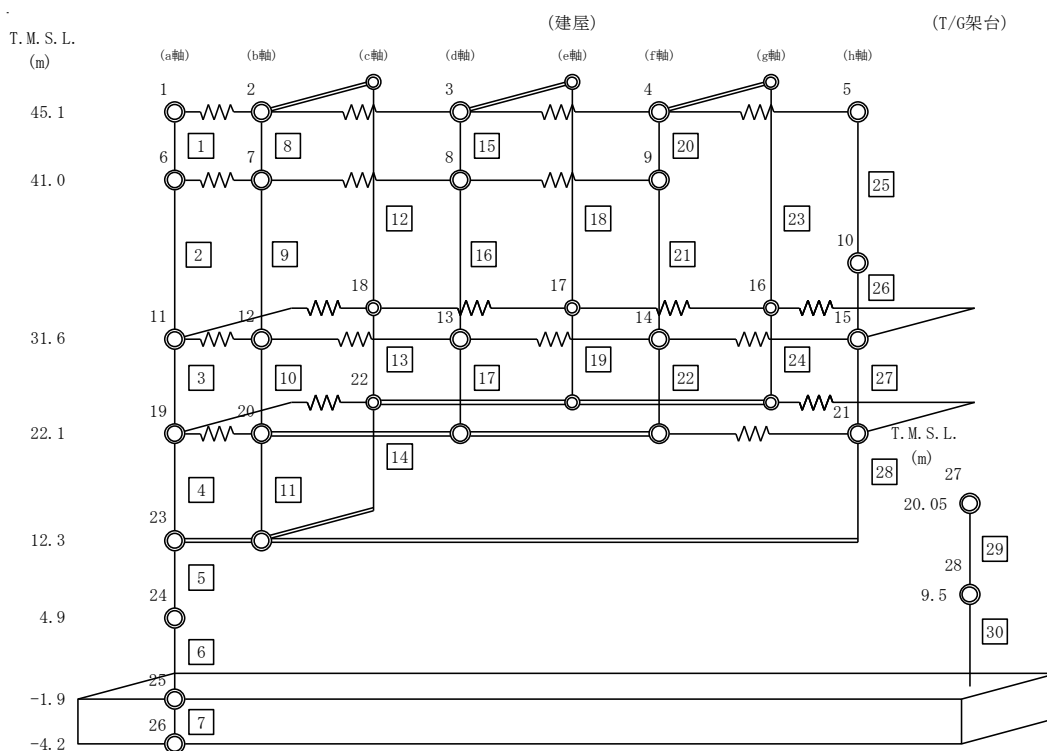 (建屋) (T/G架台)
T.M.S.L.
(m)
(a軸) (b軸) (c軸) (d軸) (e軸) (f軸) (g軸) (h軸)
1 2 3 4 5
45.1
1 8 15 20
6 7 8 9
41.0
25
12 18 23
10
2 9 16 21
26
18 17 16
11 12 13 14 15
31.6
13 19 24
3 10 17 22 27
22
19 20 21
22.1 T.M.S.L.
(m)
14 28
27
4 11
20.05
23
12.3
29
5
28
24
9.5
4.9
30
6
25
-1.9
26 7
-4.2